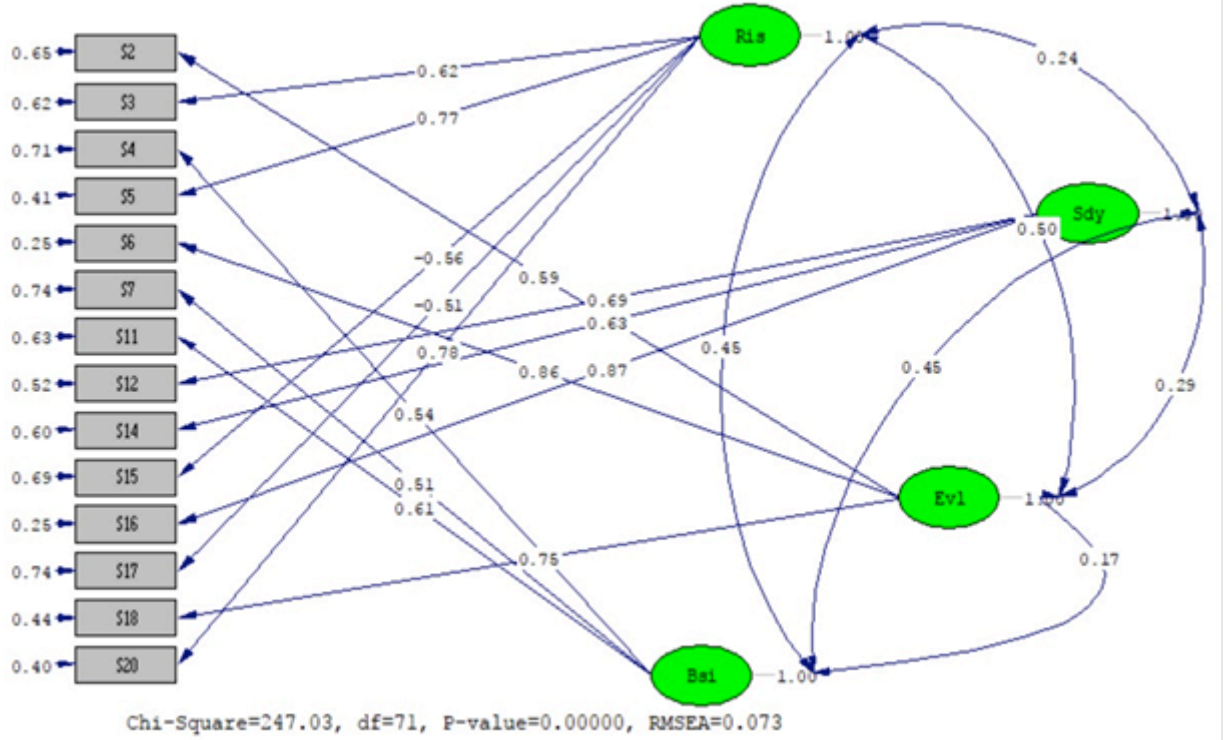 Ris
1.00
0.24
0.65 S2
0.62 S3
0.62
0.71 S4
0.77
0.41 S5
Sdy
0.50
0.25 S6
-0.56
0.59
0.74 S7
-0.51
0.69
0.63
0.63 S11
0.78
0.45
0.86
0.87
0.45
0.52 S12
0.29
0.54
0.60 S14
0.69 S15
0.51
Evl
1.00
0.61
0.25 S16
0.74 S17
0.75
0.17
0.44 S18
0.40 S20
Bsi
1.00
Chi-Square=247.03, df=71, P-value=0.00000, RMSEA=0.073